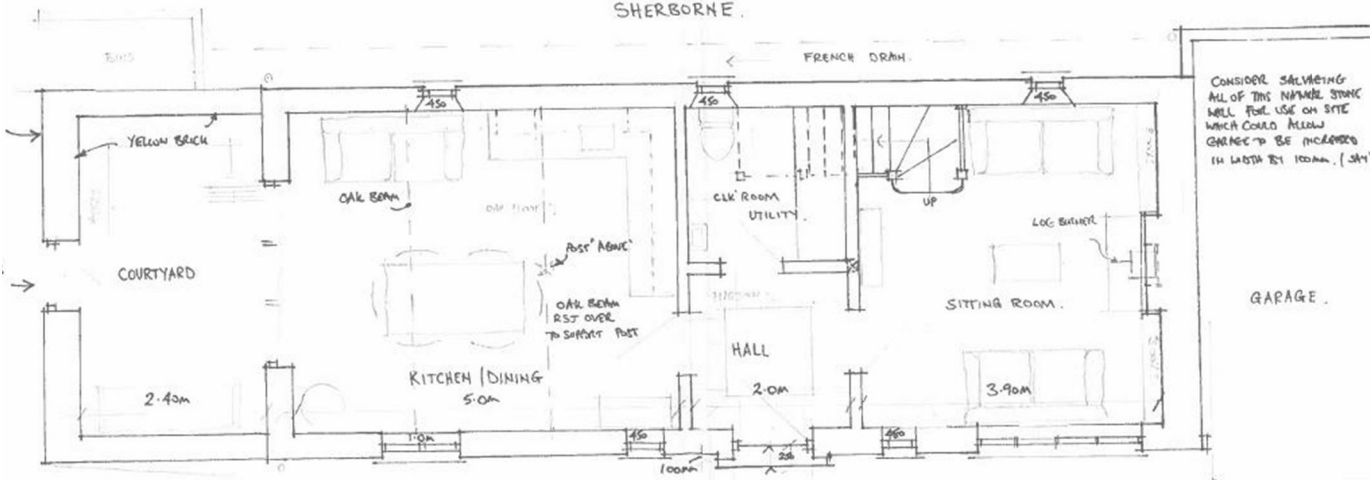 SHERBORNE.
BINS
FRENCH DRAIN.
450
450
450
CONSIDER SALVAGING
ALL OF THIS NATURAL STONE
WALL FOR USE ON SITE
WHICH COULD ALLOW
GARAGE TO BE INCREASED
IN WIDTH BY 100mm. (SAY)
YELLOW BRICK
OAK BEAM
CLK'ROOM
UTILITY.
UP
LOG BURNER
POST 'ABOVE'
COURTYARD
OAK BEAM
RSJ OVER
TO SUPPORT POST
SITTING ROOM.
GARAGE.
HALL
KITCHEN/DINING
2.40m
5.0m
2.0m
3.90m
1.0m
450
450
100mm